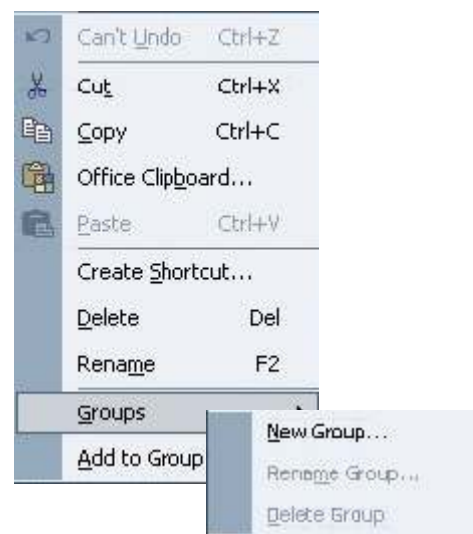 Can't Undo Ctrl+Z
Cut Ctrl+X
Copy Ctrl+C
Office Clipboard...
Paste Ctrl+V
Create Shortcut...
Delete Del
Rename F2
Groups
Add to Group
New Group...
Rename Group...
Delete Group